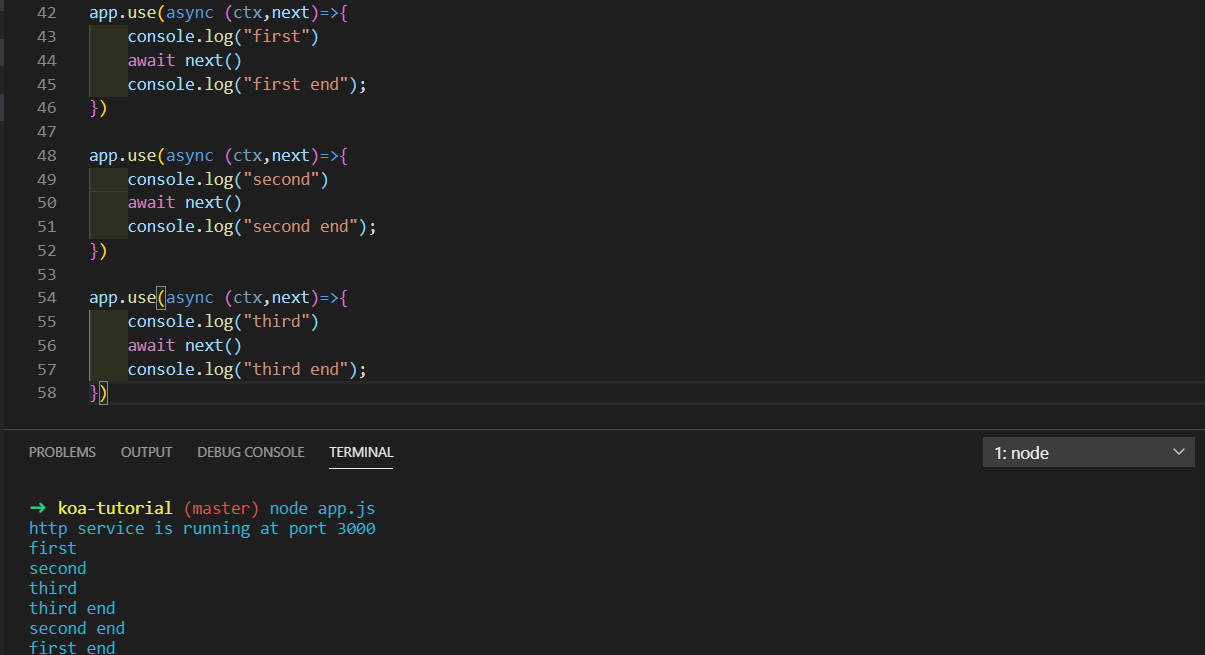 42 app.use(async (ctx,next)=>{
43 console.log("first")
44 await next()
45 console.log("first end");
46 })
47
48 app.use(async (ctx,next)=>{
49 console.log("second")
50 await next()
51 console.log("second end");
52 })
53
54 app.use(async (ctx,next)=>{
55 console.log("third")
56 await next()
57 console.log("third end");
58 })
PROBLEMS OUTPUT DEBUG CONSOLE TERMINAL 1: node
→ koa-tutorial (master) node app.js
http service is running at port 3000
first
second
third
third end
second end
first end